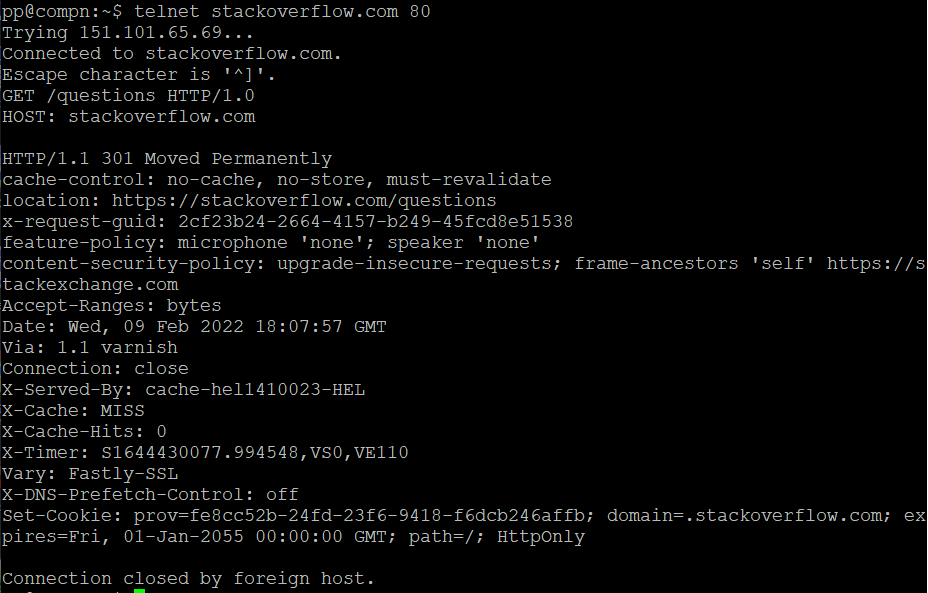 pp@compn:~$ telnet stackoverflow.com 80
Trying 151.101.65.69...
Connected to stackoverflow.com.
Escape character is '^]'.
GET /questions HTTP/1.0
HOST: stackoverflow.com

HTTP/1.1 301 Moved Permanently
cache-control: no-cache, no-store, must-revalidate
location: https://stackoverflow.com/questions
x-request-guid: 2cf23b24-2664-4157-b249-45fcd8e51538
feature-policy: microphone 'none'; speaker 'none'
content-security-policy: upgrade-insecure-requests; frame-ancestors 'self' https://s
tackexchange.com
Accept-Ranges: bytes
Date: Wed, 09 Feb 2022 18:07:57 GMT
Via: 1.1 varnish
Connection: close
X-Served-By: cache-hel1410023-HEL
X-Cache: MISS
X-Cache-Hits: 0
X-Timer: S1644430077.994548,VS0,VE110
Vary: Fastly-SSL
X-DNS-Prefetch-Control: off
Set-Cookie: prov=fe8cc52b-24fd-23f6-9418-f6dcb246affb; domain=.stackoverflow.com; ex
pires=Fri, 01-Jan-2055 00:00:00 GMT; path=/; HttpOnly

Connection closed by foreign host.